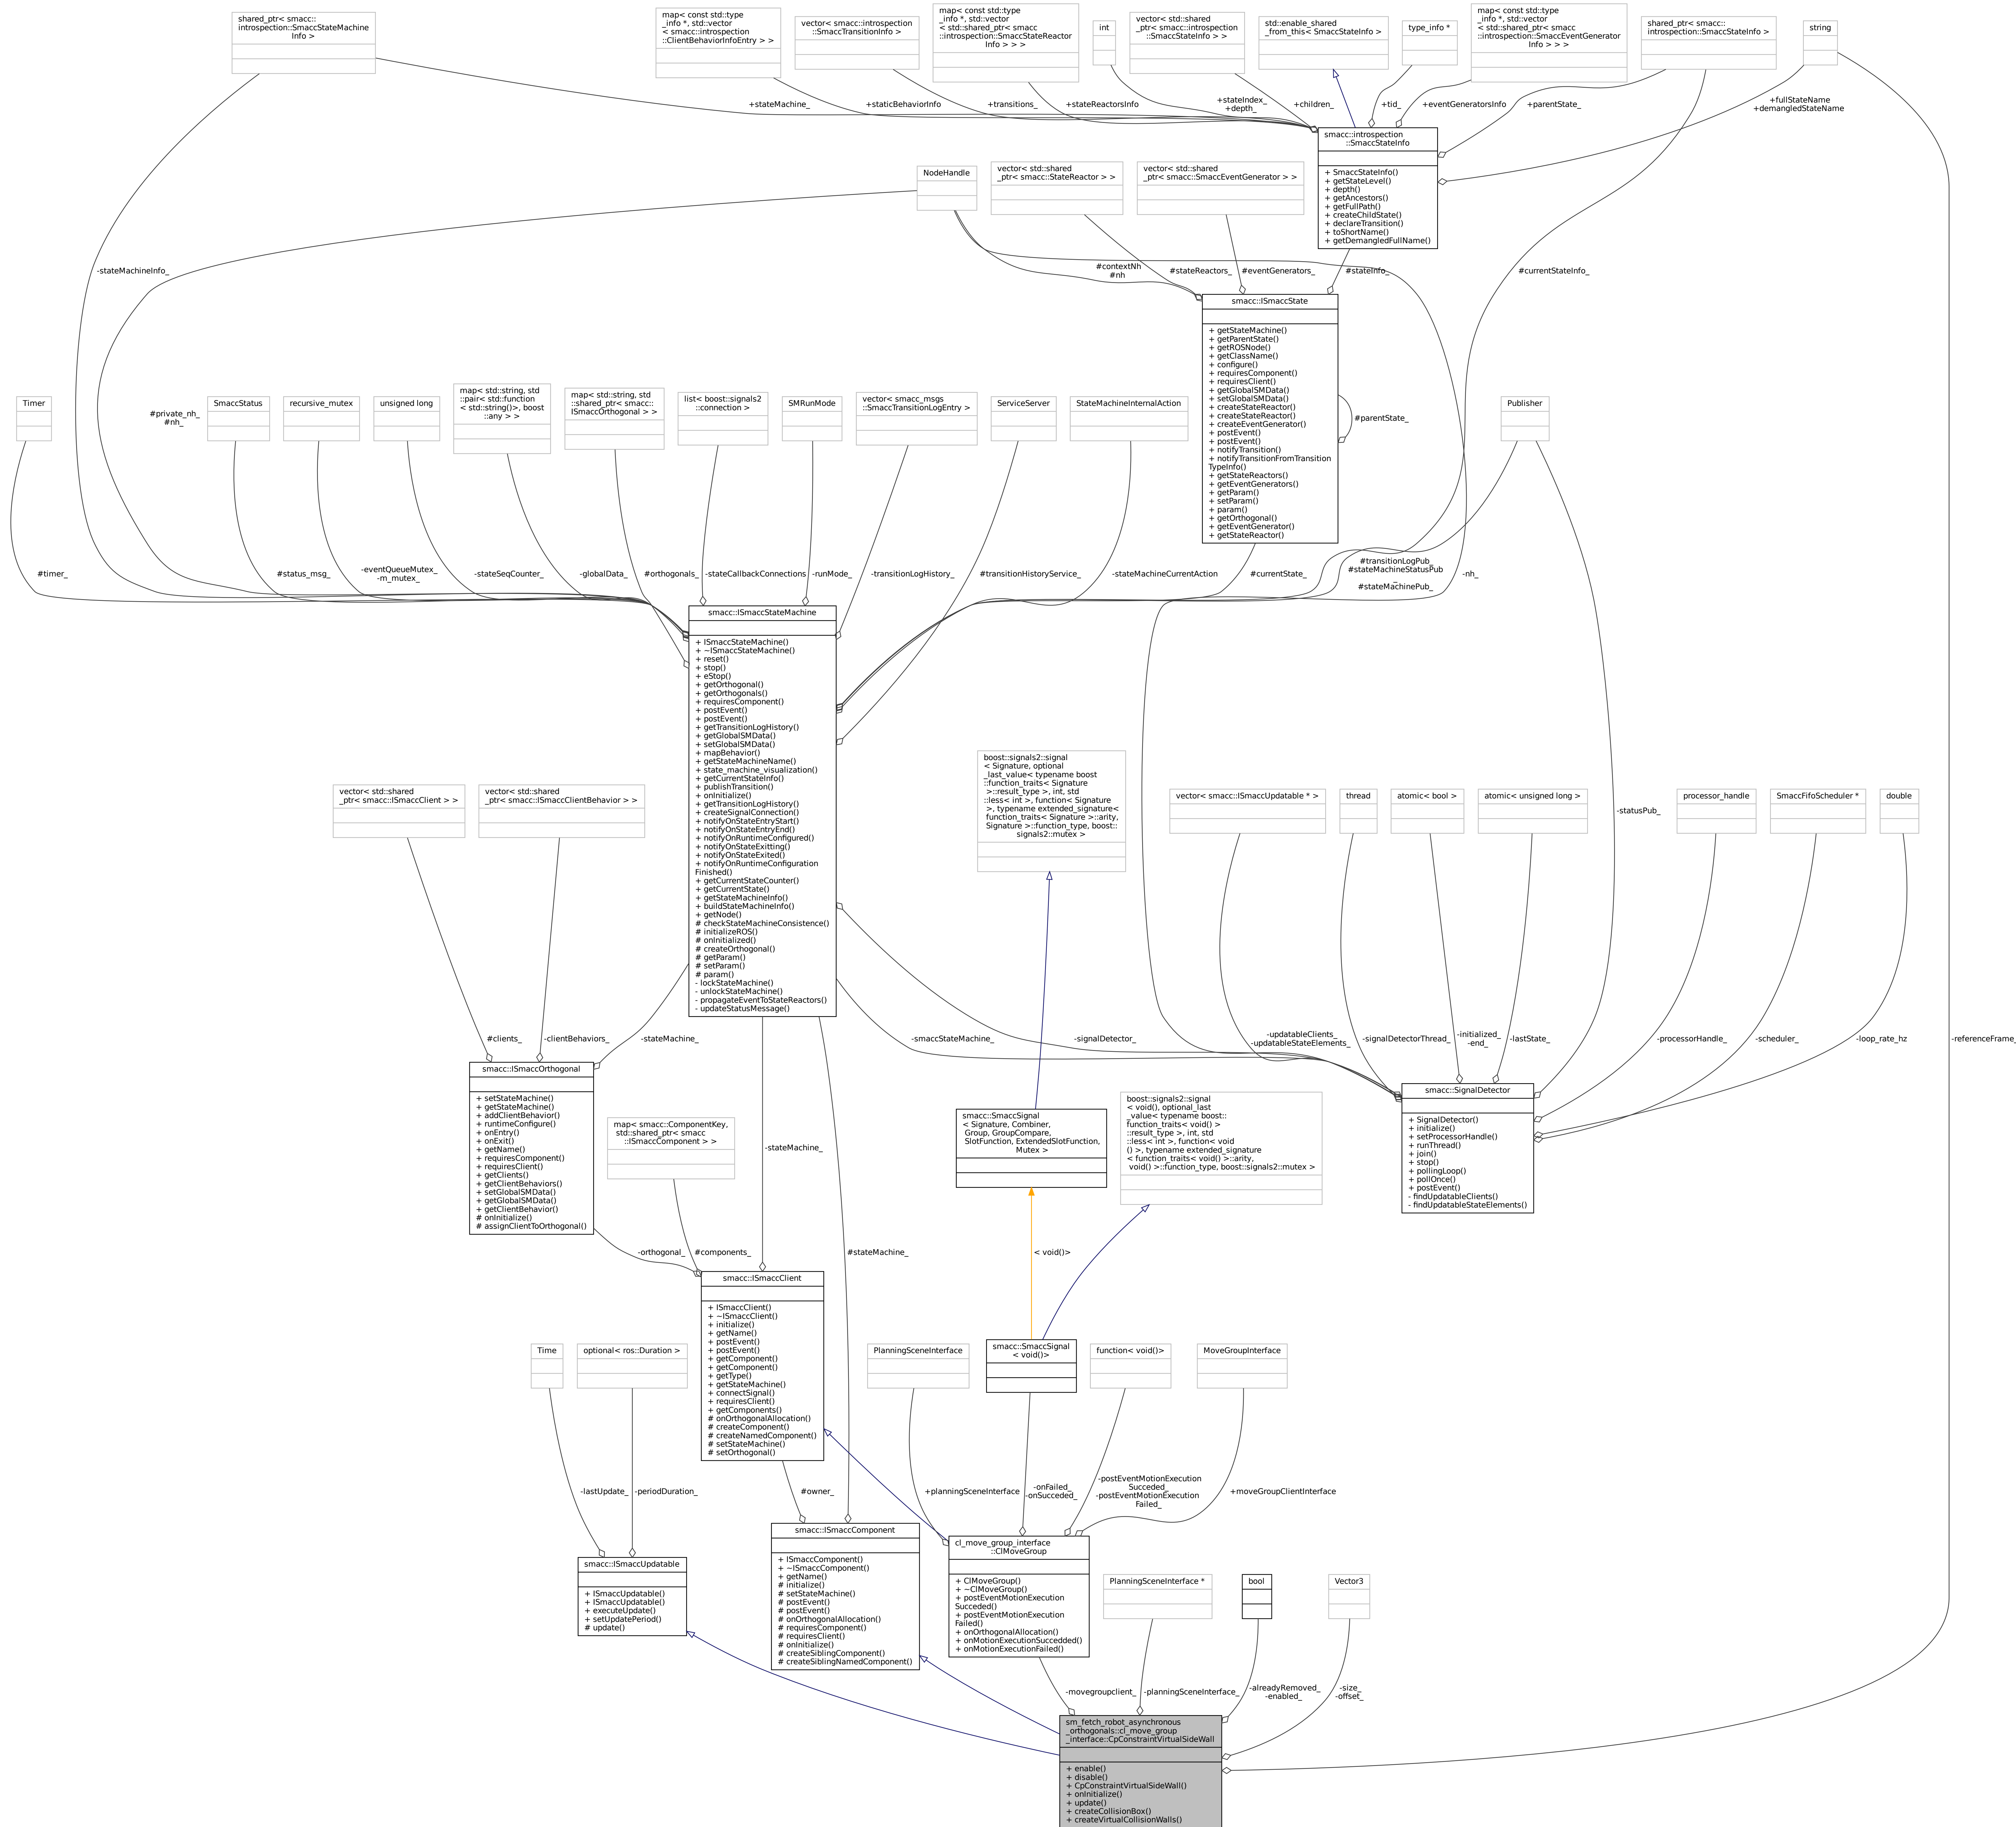 shared_ptr< smacc::
introspection::SmaccStateMachine
Info >
map< const std::type
_info *, std::vector
< smacc::introspection
::ClientBehaviorInfoEntry > >
vector< smacc::introspection
::SmaccTransitionInfo >
map< const std::type
_info *, std::vector
< std::shared_ptr< smacc
::introspection::SmaccStateReactor
Info > > >
int
vector< std::shared
_ptr< smacc::introspection
::SmaccStateInfo > >
std::enable_shared
_from_this< SmaccStateInfo >
type_info *
map< const std::type
_info *, std::vector
< std::shared_ptr< smacc
::introspection::SmaccEventGenerator
Info > > >
shared_ptr< smacc::
introspection::SmaccStateInfo >
string
+stateMachine_
+staticBehaviorInfo
+transitions_
+stateReactorsInfo
+stateIndex_
+depth_
+children_
+tid_
+eventGeneratorsInfo
+parentState_
+fullStateName
+demangledStateName
smacc::introspection
::SmaccStateInfo
+ SmaccStateInfo()
+ getStateLevel()
+ depth()
+ getAncestors()
+ getFullPath()
+ createChildState()
+ declareTransition()
+ toShortName()
+ getDemangledFullName()
NodeHandle
vector< std::shared
_ptr< smacc::StateReactor > >
vector< std::shared
_ptr< smacc::SmaccEventGenerator > >
-stateMachineInfo_
#contextNh
#nh
#stateReactors_
#eventGenerators_
#stateInfo_
#currentStateInfo_
smacc::ISmaccState
+ getStateMachine()
+ getParentState()
+ getROSNode()
+ getClassName()
+ configure()
+ requiresComponent()
+ requiresClient()
+ getGlobalSMData()
+ setGlobalSMData()
+ createStateReactor()
+ createStateReactor()
+ createEventGenerator()
+ postEvent()
+ postEvent()
+ notifyTransition()
+ notifyTransitionFromTransition
TypeInfo()
+ getStateReactors()
+ getEventGenerators()
+ getParam()
+ setParam()
+ param()
+ getOrthogonal()
+ getEventGenerator()
+ getStateReactor()
#parentState_
Timer
#private_nh_
#nh_
SmaccStatus
recursive_mutex
unsigned long
map< std::string, std
::pair< std::function
< std::string()>, boost
::any > >
map< std::string, std
::shared_ptr< smacc::
ISmaccOrthogonal > >
list< boost::signals2
::connection >
SMRunMode
vector< smacc_msgs
::SmaccTransitionLogEntry >
ServiceServer
StateMachineInternalAction
Publisher
#timer_
#status_msg_
-eventQueueMutex_
-m_mutex_
-stateSeqCounter_
-globalData_
#orthogonals_
-stateCallbackConnections
-runMode_
-transitionLogHistory_
#transitionHistoryService_
-stateMachineCurrentAction
#currentState_
#transitionLogPub_
#stateMachineStatusPub
_
#stateMachinePub_
-nh_
smacc::ISmaccStateMachine
+ ISmaccStateMachine()
+ ~ISmaccStateMachine()
+ reset()
+ stop()
+ eStop()
+ getOrthogonal()
+ getOrthogonals()
+ requiresComponent()
+ postEvent()
+ postEvent()
+ getTransitionLogHistory()
+ getGlobalSMData()
+ setGlobalSMData()
+ mapBehavior()
+ getStateMachineName()
+ state_machine_visualization()
+ getCurrentStateInfo()
+ publishTransition()
+ onInitialize()
+ getTransitionLogHistory()
+ createSignalConnection()
+ notifyOnStateEntryStart()
+ notifyOnStateEntryEnd()
+ notifyOnRuntimeConfigured()
+ notifyOnStateExitting()
+ notifyOnStateExited()
+ notifyOnRuntimeConfiguration
Finished()
+ getCurrentStateCounter()
+ getCurrentState()
+ getStateMachineInfo()
+ buildStateMachineInfo()
+ getNode()
# checkStateMachineConsistence()
# initializeROS()
# onInitialized()
# createOrthogonal()
# getParam()
# setParam()
# param()
- lockStateMachine()
- unlockStateMachine()
- propagateEventToStateReactors()
- updateStatusMessage()
vector< std::shared
_ptr< smacc::ISmaccClient > >
vector< std::shared
_ptr< smacc::ISmaccClientBehavior > >
boost::signals2::signal
< Signature, optional
_last_value< typename boost
::function_traits< Signature
>::result_type >, int, std
::less< int >, function< Signature
>, typename extended_signature<
function_traits< Signature >::arity,
Signature >::function_type, boost::
signals2::mutex >
vector< smacc::ISmaccUpdatable * >
thread
atomic< bool >
atomic< unsigned long >
-statusPub_
processor_handle
SmaccFifoScheduler *
double
#clients_
-clientBehaviors_
-stateMachine_
-smaccStateMachine_
-signalDetector_
-updatableClients_
-updatableStateElements_
-signalDetectorThread_
-initialized_
-end_
-lastState_
-processorHandle_
-scheduler_
-loop_rate_hz
-referenceFrame_
smacc::ISmaccOrthogonal
+ setStateMachine()
+ getStateMachine()
+ addClientBehavior()
+ runtimeConfigure()
+ onEntry()
+ onExit()
+ getName()
+ requiresComponent()
+ requiresClient()
+ getClients()
+ getClientBehaviors()
+ setGlobalSMData()
+ getGlobalSMData()
+ getClientBehavior()
# onInitialize()
# assignClientToOrthogonal()
map< smacc::ComponentKey,
std::shared_ptr< smacc
::ISmaccComponent > >
-stateMachine_
smacc::SmaccSignal
< Signature, Combiner,
Group, GroupCompare,
SlotFunction, ExtendedSlotFunction,
Mutex >
boost::signals2::signal
< void(), optional_last
_value< typename boost::
function_traits< void() >
::result_type >, int, std
::less< int >, function< void
() >, typename extended_signature
< function_traits< void() >::arity,
void() >::function_type, boost::signals2::mutex >
smacc::SignalDetector
+ SignalDetector()
+ initialize()
+ setProcessorHandle()
+ runThread()
+ join()
+ stop()
+ pollingLoop()
+ pollOnce()
+ postEvent()
- findUpdatableClients()
- findUpdatableStateElements()
-orthogonal_
#components_
#stateMachine_
< void()>
smacc::ISmaccClient
+ ISmaccClient()
+ ~ISmaccClient()
+ initialize()
+ getName()
+ postEvent()
+ postEvent()
+ getComponent()
+ getComponent()
+ getType()
+ getStateMachine()
+ connectSignal()
+ requiresClient()
+ getComponents()
# onOrthogonalAllocation()
# createComponent()
# createNamedComponent()
# setStateMachine()
# setOrthogonal()
Time
optional< ros::Duration >
PlanningSceneInterface
smacc::SmaccSignal
< void()>
function< void()>
MoveGroupInterface
-lastUpdate_
-periodDuration_
#owner_
+planningSceneInterface
-onFailed_
-onSucceded_
-postEventMotionExecution
Succeded_
-postEventMotionExecution
Failed_
+moveGroupClientInterface
smacc::ISmaccUpdatable
+ ISmaccUpdatable()
+ ISmaccUpdatable()
+ executeUpdate()
+ setUpdatePeriod()
# update()
smacc::ISmaccComponent
+ ISmaccComponent()
+ ~ISmaccComponent()
+ getName()
# initialize()
# setStateMachine()
# postEvent()
# postEvent()
# onOrthogonalAllocation()
# requiresComponent()
# requiresClient()
# onInitialize()
# createSiblingComponent()
# createSiblingNamedComponent()
cl_move_group_interface
::ClMoveGroup
+ ClMoveGroup()
+ ~ClMoveGroup()
+ postEventMotionExecution
Succeded()
+ postEventMotionExecution
Failed()
+ onOrthogonalAllocation()
+ onMotionExecutionSuccedded()
+ onMotionExecutionFailed()
PlanningSceneInterface *
bool
Vector3
-movegroupclient_
-planningSceneInterface_
-alreadyRemoved_
-enabled_
-size_
-offset_
sm_fetch_robot_asynchronous
_orthogonals::cl_move_group
_interface::CpConstraintVirtualSideWall
+ enable()
+ disable()
+ CpConstraintVirtualSideWall()
+ onInitialize()
+ update()
+ createCollisionBox()
+ createVirtualCollisionWalls()